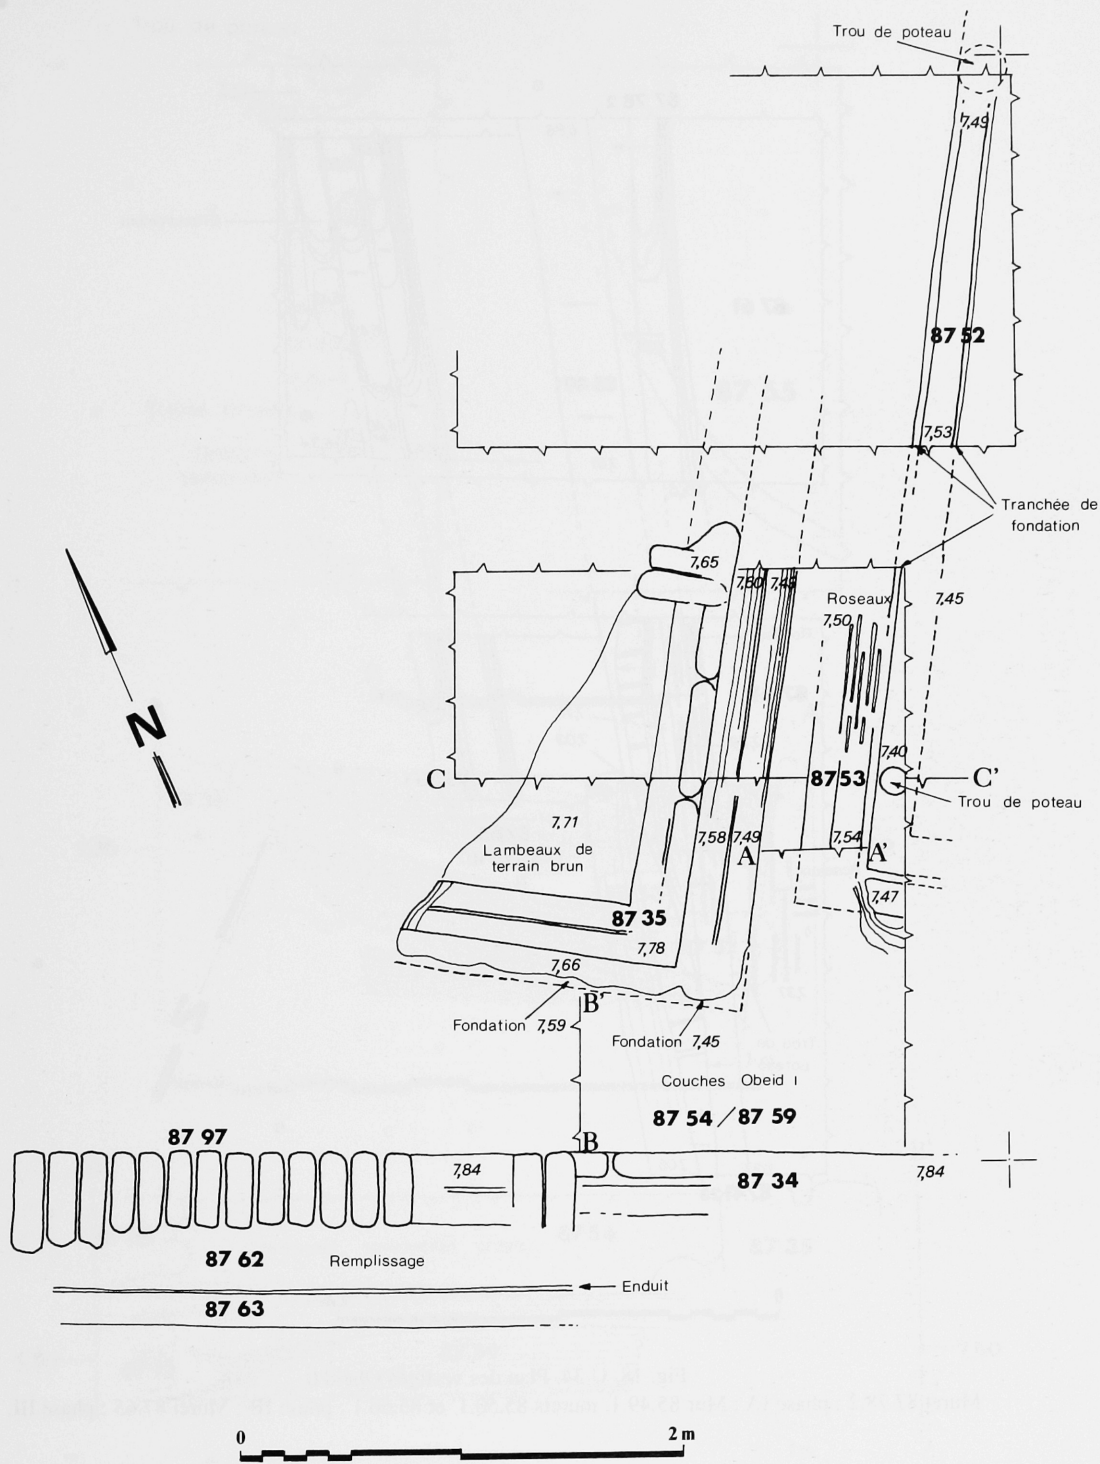 Trou de poteau
7,49
87 52
7,53
Tranchée de
fondation
7,65
7,50
7,48
Roseaux
7,50
7,45
N
7,40
C
87 53
C'
Trou de poteau
7,71
Lambeaux de
terrain brun
7,58
7,49
7,54
A
A'
7,47
87 35
7,78
7,66
B'
Fondation 7,59
Fondation 7,45
Couches Obeid I
87 54 / 87 59
87 97
B
7,84
87 34
7,84
87 62
Remplissage
Enduit
87 63
0
2 m